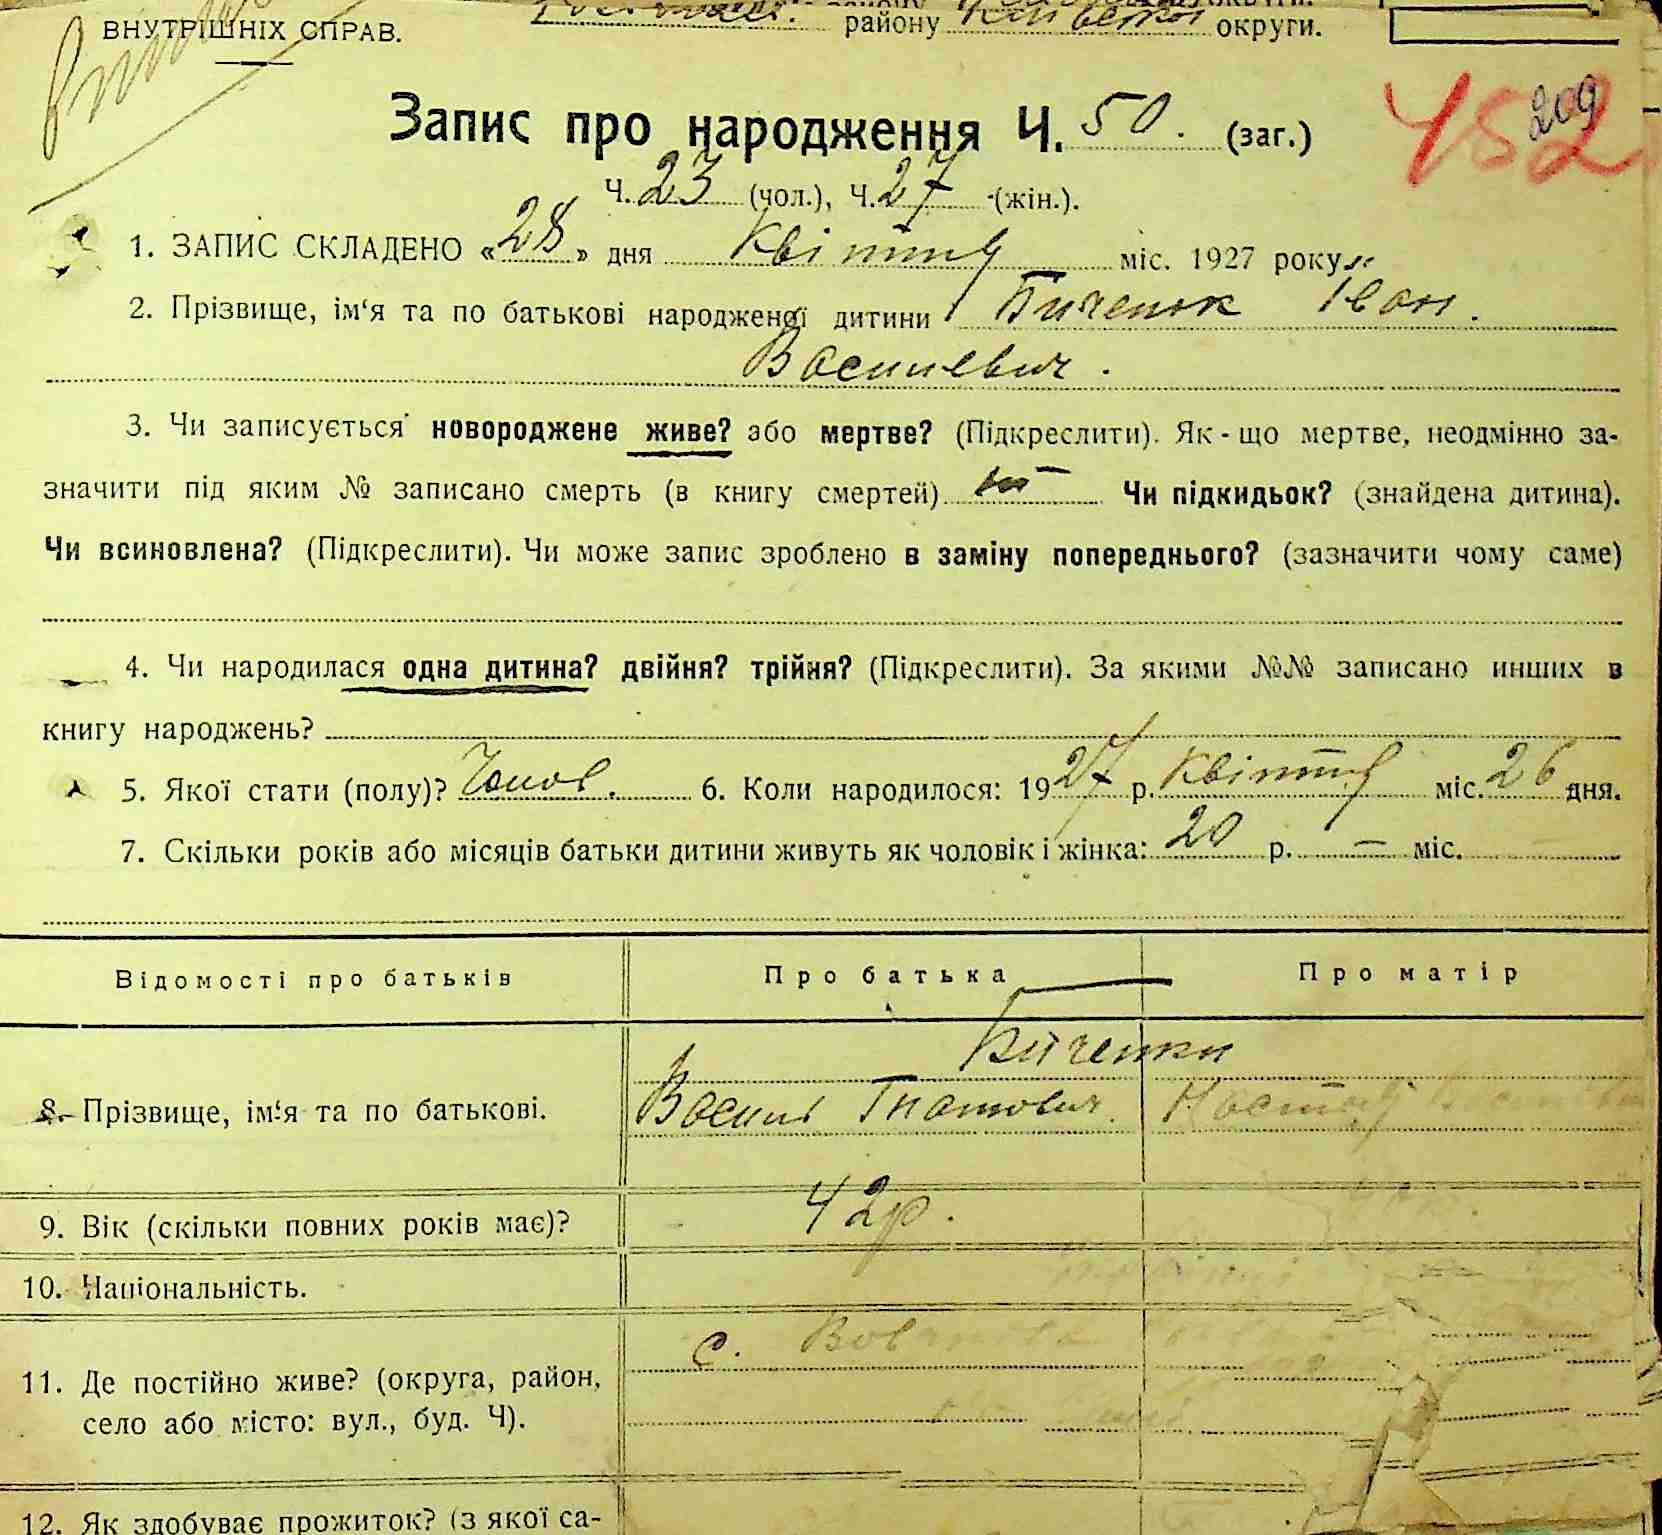 ВНУТРІШНІХ СПРАВ.
району Київської округи.
452
209
Запис про народження Ч. 50. (заг.)
Ч. 23 (чол.), Ч. 27 (жін.).
1. ЗАПИС СКЛАДЕНО «28» дня Квітня міс. 1927 року
2. Прізвище, ім‘я та по батькові народженої дитини Биченок Іван.
Василевич.
3. Чи записується новороджене живе? або мертве? (Підкреслити). Як-що мертве, неодмінно за-
значити під яким № записано смерть (в книгу смертей) Чи підкидьок? (знайдена дитина).
Чи всиновлена? (Підкреслити). Чи може запис зроблено в заміну попереднього? (зазначити чому саме)
4. Чи народилася одна дитина? двійня? трійня? (Підкреслити). За якими №№ записано инших в
книгу народжень?
5. Якої стати (полу)? Чолов. 6. Коли народилося: 1927 р. Квітня міс. 26 дня.
7. Скільки років або місяців батьки дитини живуть як чоловік і жінка: 20 р. — міс.
Відомості про батьків Про батька Про матір
Биченки
8. Прізвище, ім‘я та по батькові. Василь Гнатович
9. Вік (скільки повних років має)? 42р.
10. Національність.
11. Де постійно живе? (округа, район, с.
село або місто: вул., буд. Ч).
12. Як здобуває прожиток? (з якої са-